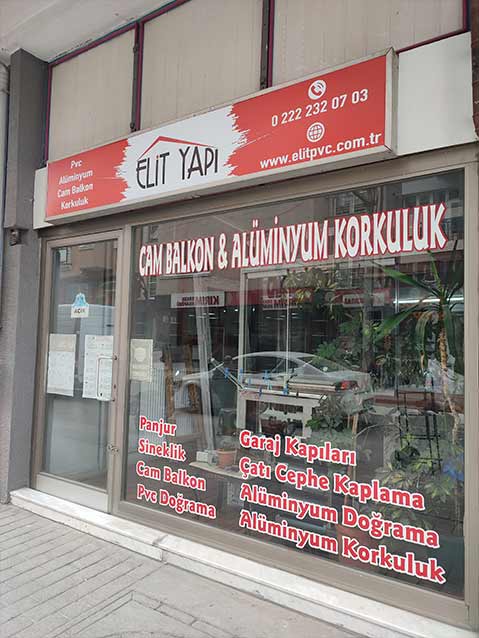 Pvc
Alüminyum
Cam Balkon
Korkuluk
ELİT YAPI
0 222 232 07 03
www.elitpvc.com.tr
CAM BALKON & ALÜMİNYUM KORKULUK
AÇIK
Panjur
Sineklik
Cam Balkon
Pvc Doğrama
Garaj Kapıları
Çatı Cephe Kaplama
Alüminyum Doğrama
Alüminyum Korkuluk